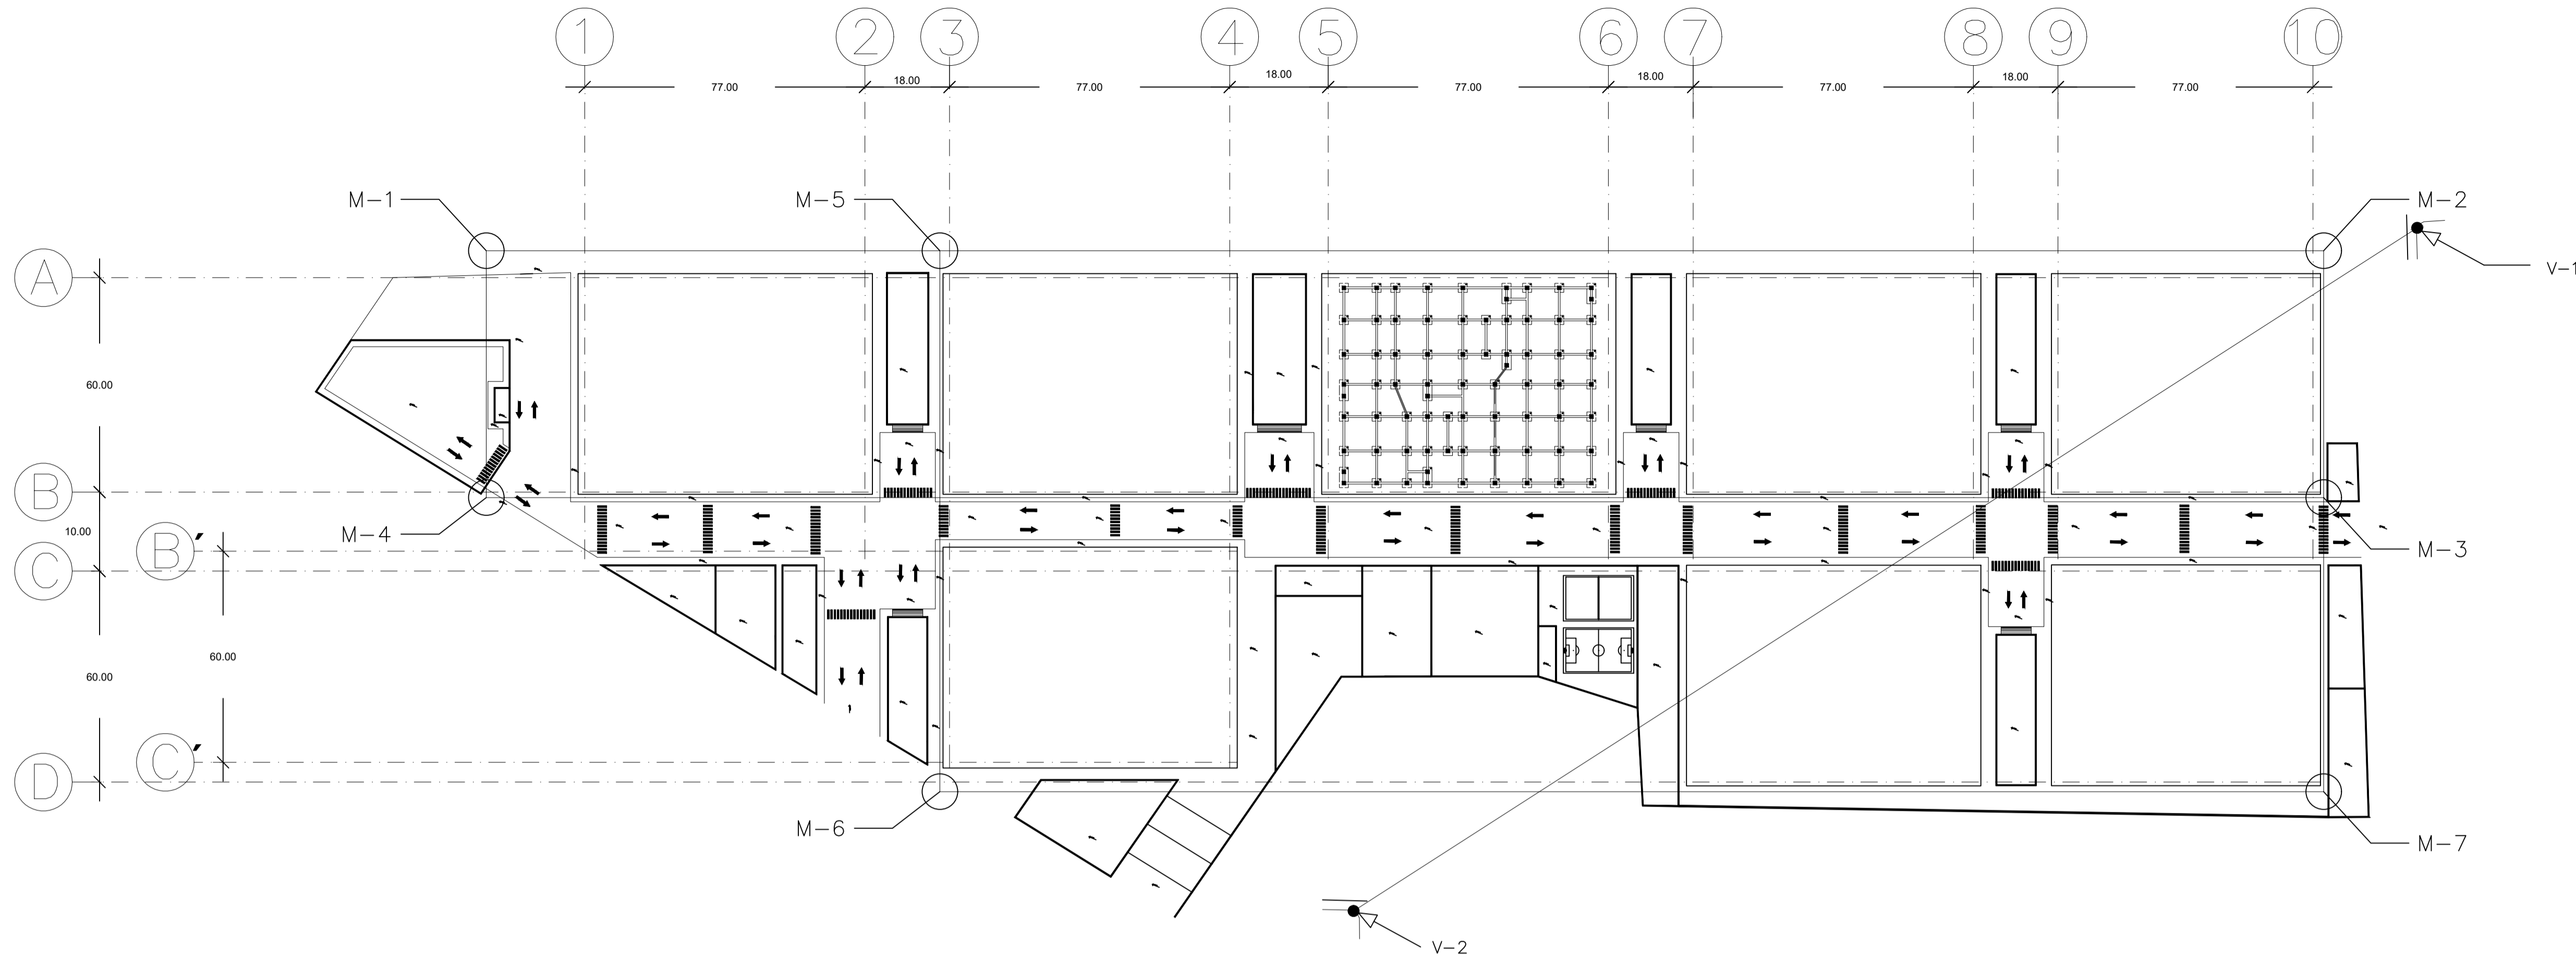 1 2 3 4 5 6 7 8 9 10
77.00 18.00 77.00 18.00 77.00 18.00 77.00 18.00 77.00
M-1 M-5 M-2
V-1
A
60.00
B
M-4 M-3
10.00 B′
C
60.00 60.00
C′
D
M-6 M-7
V-2